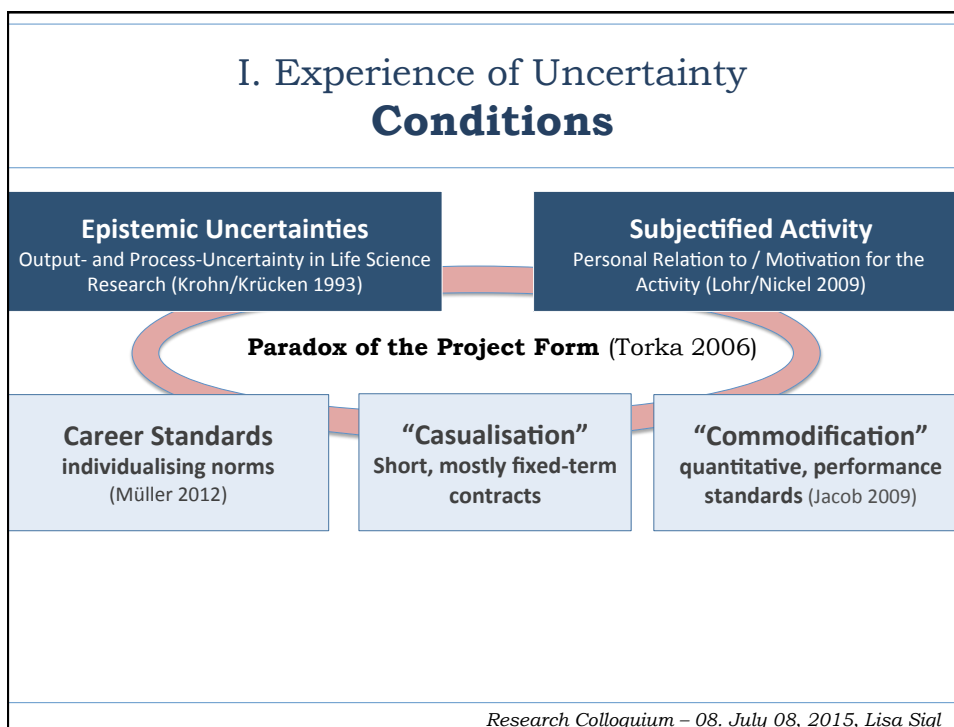 I. Experience of Uncertainty
Conditions
Epistemic Uncertainties
Output- and Process-Uncertainty in Life Science
Research (Krohn/Krücken 1993)
Subjectified Activity
Personal Relation to / Motivation for the
Activity (Lohr/Nickel 2009)
Paradox of the Project Form (Torka 2006)
Career Standards
individualising norms
(Müller 2012)
“Casualisation”
Short, mostly fixed-term
contracts
“Commodification”
quantitative, performance
standards (Jacob 2009)
Research Colloquium – 08. July 08, 2015, Lisa Sigl